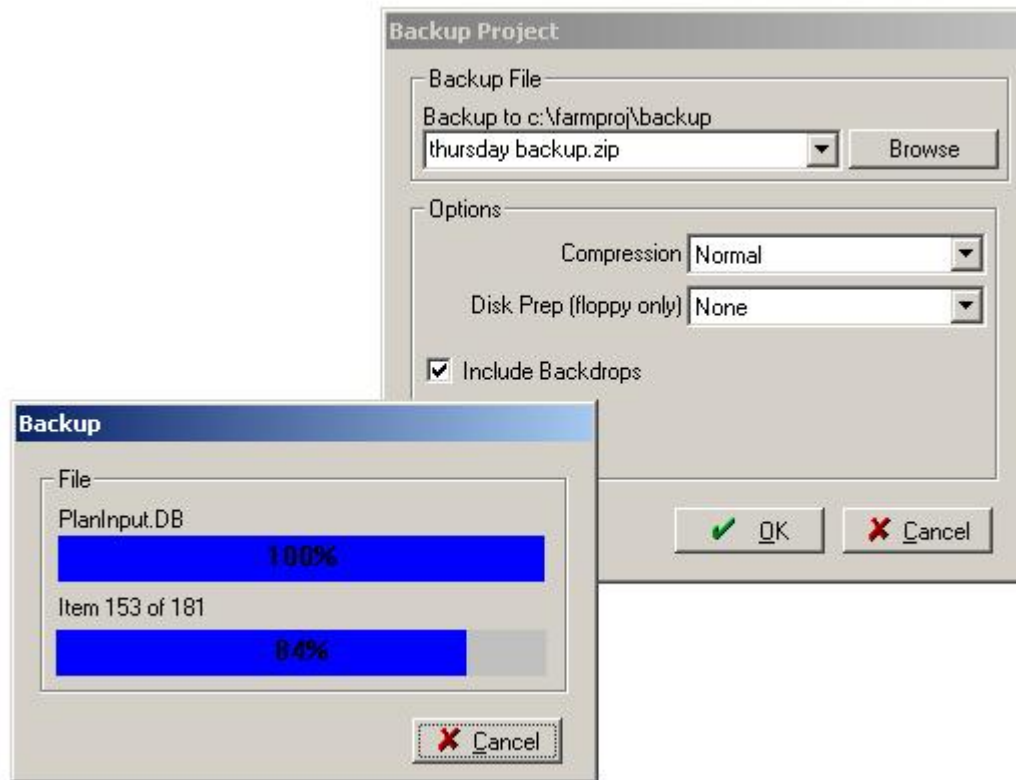 Backup Project
Backup File
Backup to c:\farmproj\backup
thursday backup.zip
Browse
Options
Compression Normal
Disk Prep (floppy only) None
Include Backdrops
OK
Cancel
Backup
File
PlanInput.DB
100%
Item 153 of 181
84%
Cancel